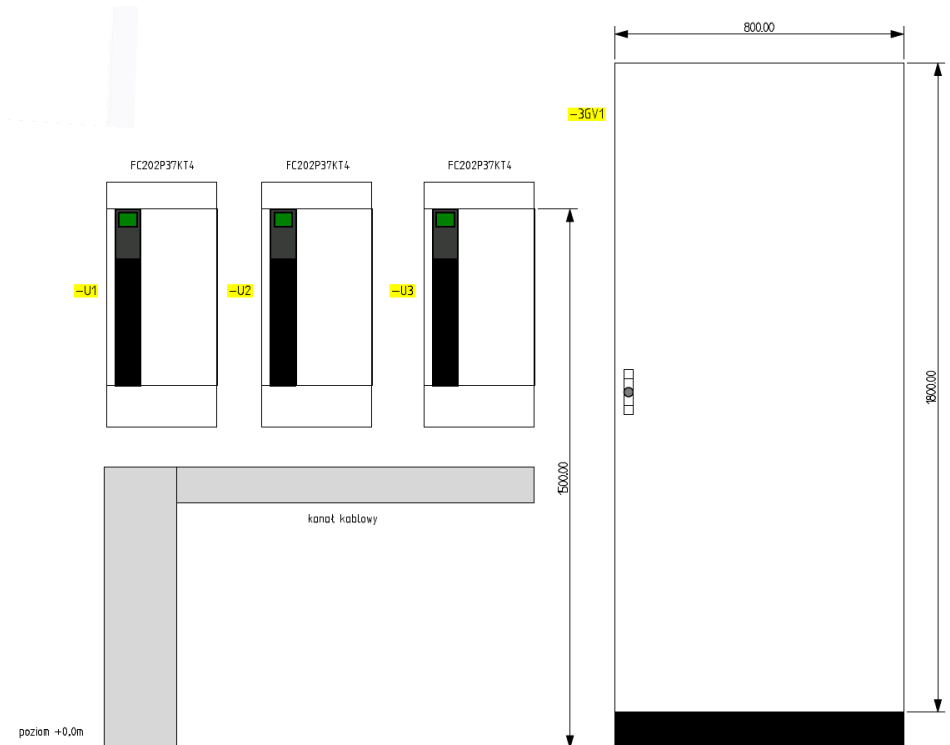 800.00
-3GV1
FC202P37KT4
FC202P37KT4
FC202P37KT4
-U1
-U2
-U3
1800.00
1500.00
kanał kablowy
poziom +0,0m